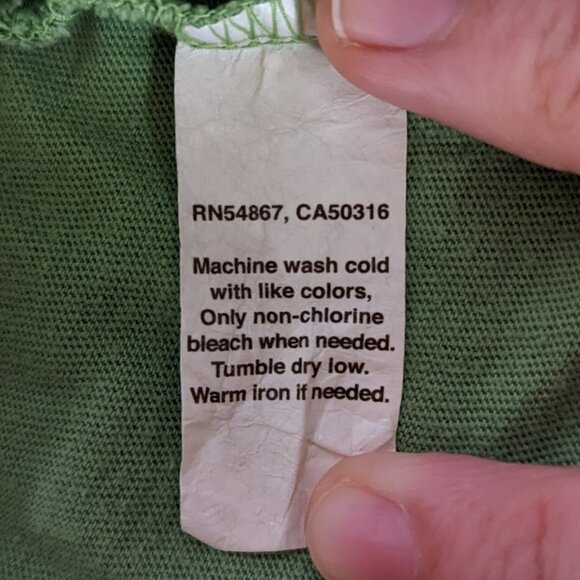 RN54867, CA50316
Machine wash cold
with like colors,
Only non-chlorine
bleach when needed.
Tumble dry low.
Warm iron if needed.